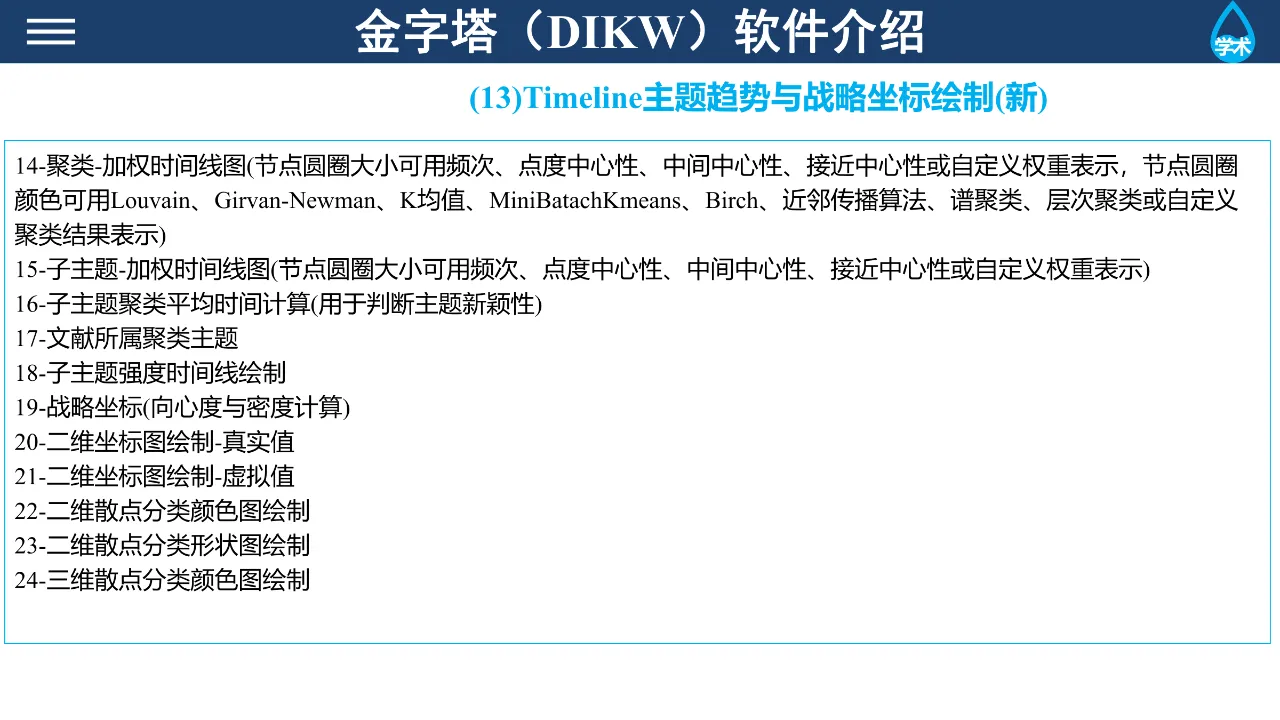 金字塔（DIKW）软件介绍
学术
(13)Timeline主题趋势与战略坐标绘制(新)
14-聚类-加权时间线图(节点圆圈大小可用频次、点度中心性、中间中心性、接近中心性或自定义权重表示，节点圆圈
颜色可用Louvain、Girvan-Newman、K均值、MiniBatachKmeans、Birch、近邻传播算法、谱聚类、层次聚类或自定义
聚类结果表示)
15-子主题-加权时间线图(节点圆圈大小可用频次、点度中心性、中间中心性、接近中心性或自定义权重表示)
16-子主题聚类平均时间计算(用于判断主题新颖性)
17-文献所属聚类主题
18-子主题强度时间线绘制
19-战略坐标(向心度与密度计算)
20-二维坐标图绘制-真实值
21-二维坐标图绘制-虚拟值
22-二维散点分类颜色图绘制
23-二维散点分类形状图绘制
24-三维散点分类颜色图绘制